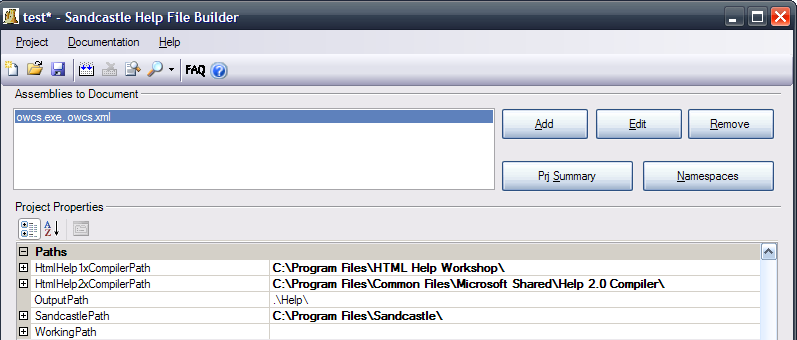 test* - Sandcastle Help File Builder
Project Documentation Help
FAQ
Assemblies to Document
owcs.exe, owcs.xml
Add Edit Remove
Prj Summary Namespaces
Project Properties
Paths
HtmlHelp1xCompilerPath C:\Program Files\HTML Help Workshop\
HtmlHelp2xCompilerPath C:\Program Files\Common Files\Microsoft Shared\Help 2.0 Compiler\
OutputPath .\Help\
SandcastlePath C:\Program Files\Sandcastle\
WorkingPath